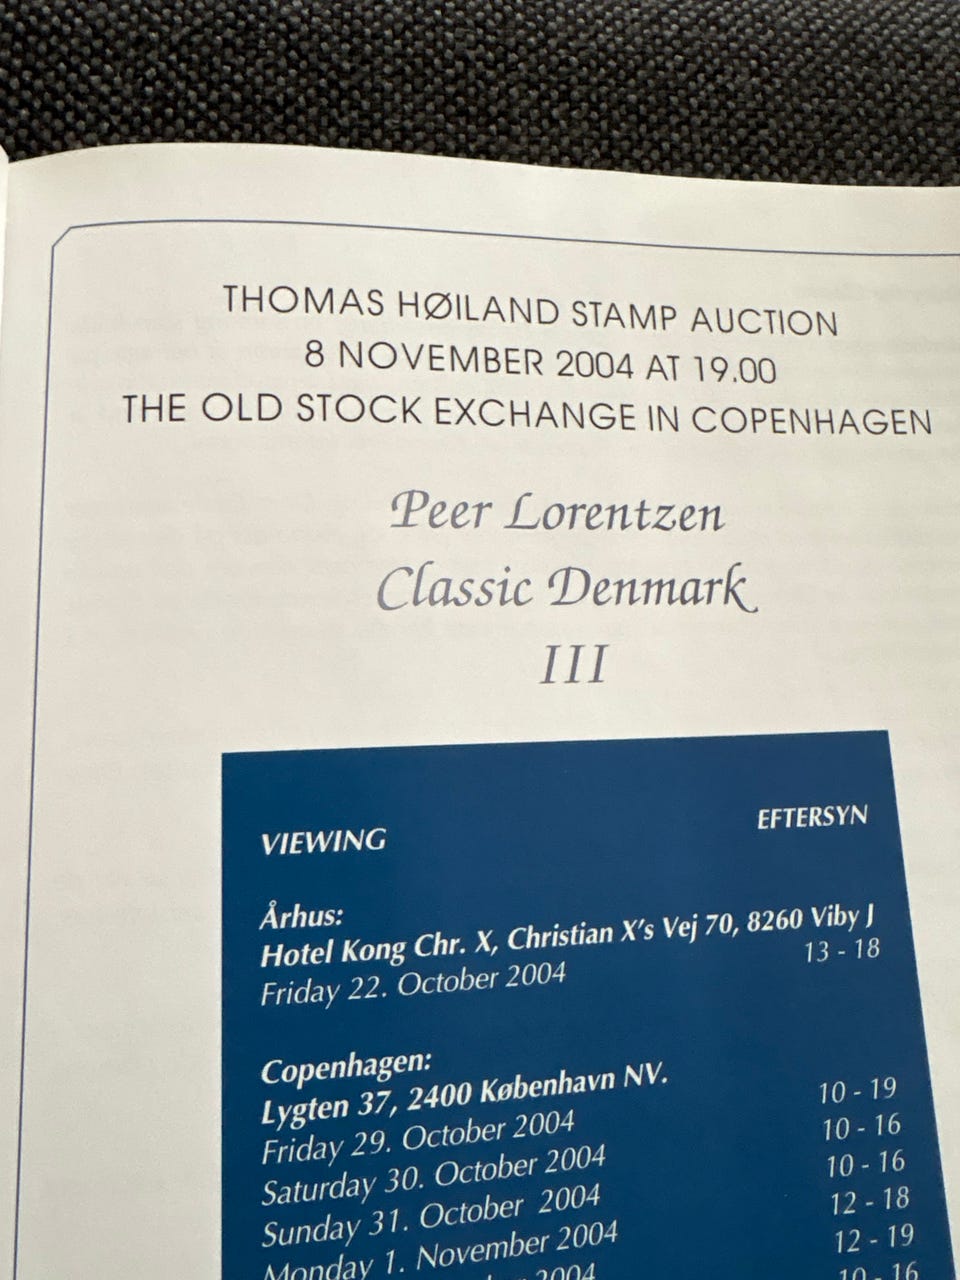 THOMAS HØILAND STAMP AUCTION
8 NOVEMBER 2004 AT 19.00
THE OLD STOCK EXCHANGE IN COPENHAGEN
Peer Lorentzen
Classic Denmark
III
VIEWING EFTERSYN
Århus:
Hotel Kong Chr. X, Christian X's Vej 70, 8260 Viby J
Friday 22. October 2004 13 - 18
Copenhagen:
Lygten 37, 2400 København NV.
Friday 29. October 2004 10 - 19
Saturday 30. October 2004 10 - 16
Sunday 31. October 2004 10 - 16
Monday 1. November 2004 12 - 18
2004 12 - 19
10 - 16